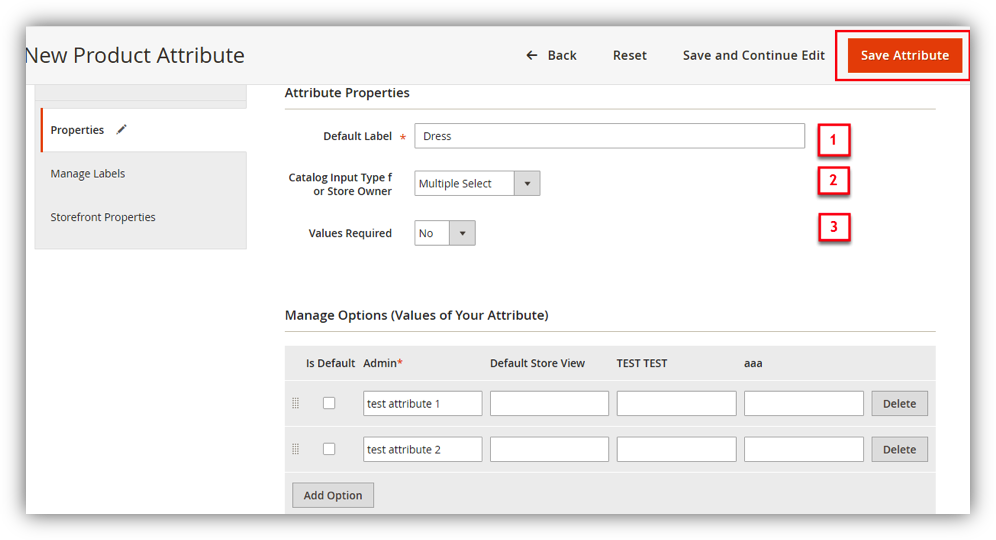 New Product Attribute
← Back Reset Save and Continue Edit Save Attribute
Attribute Properties
Properties
Default Label * Dress 1
Manage Labels
Catalog Input Type f
or Store Owner
Multiple Select 2
Storefront Properties
Values Required No 3
Manage Options (Values of Your Attribute)
Is Default Admin* Default Store View TEST TEST aaa
test attribute 1 Delete
test attribute 2 Delete
Add Option